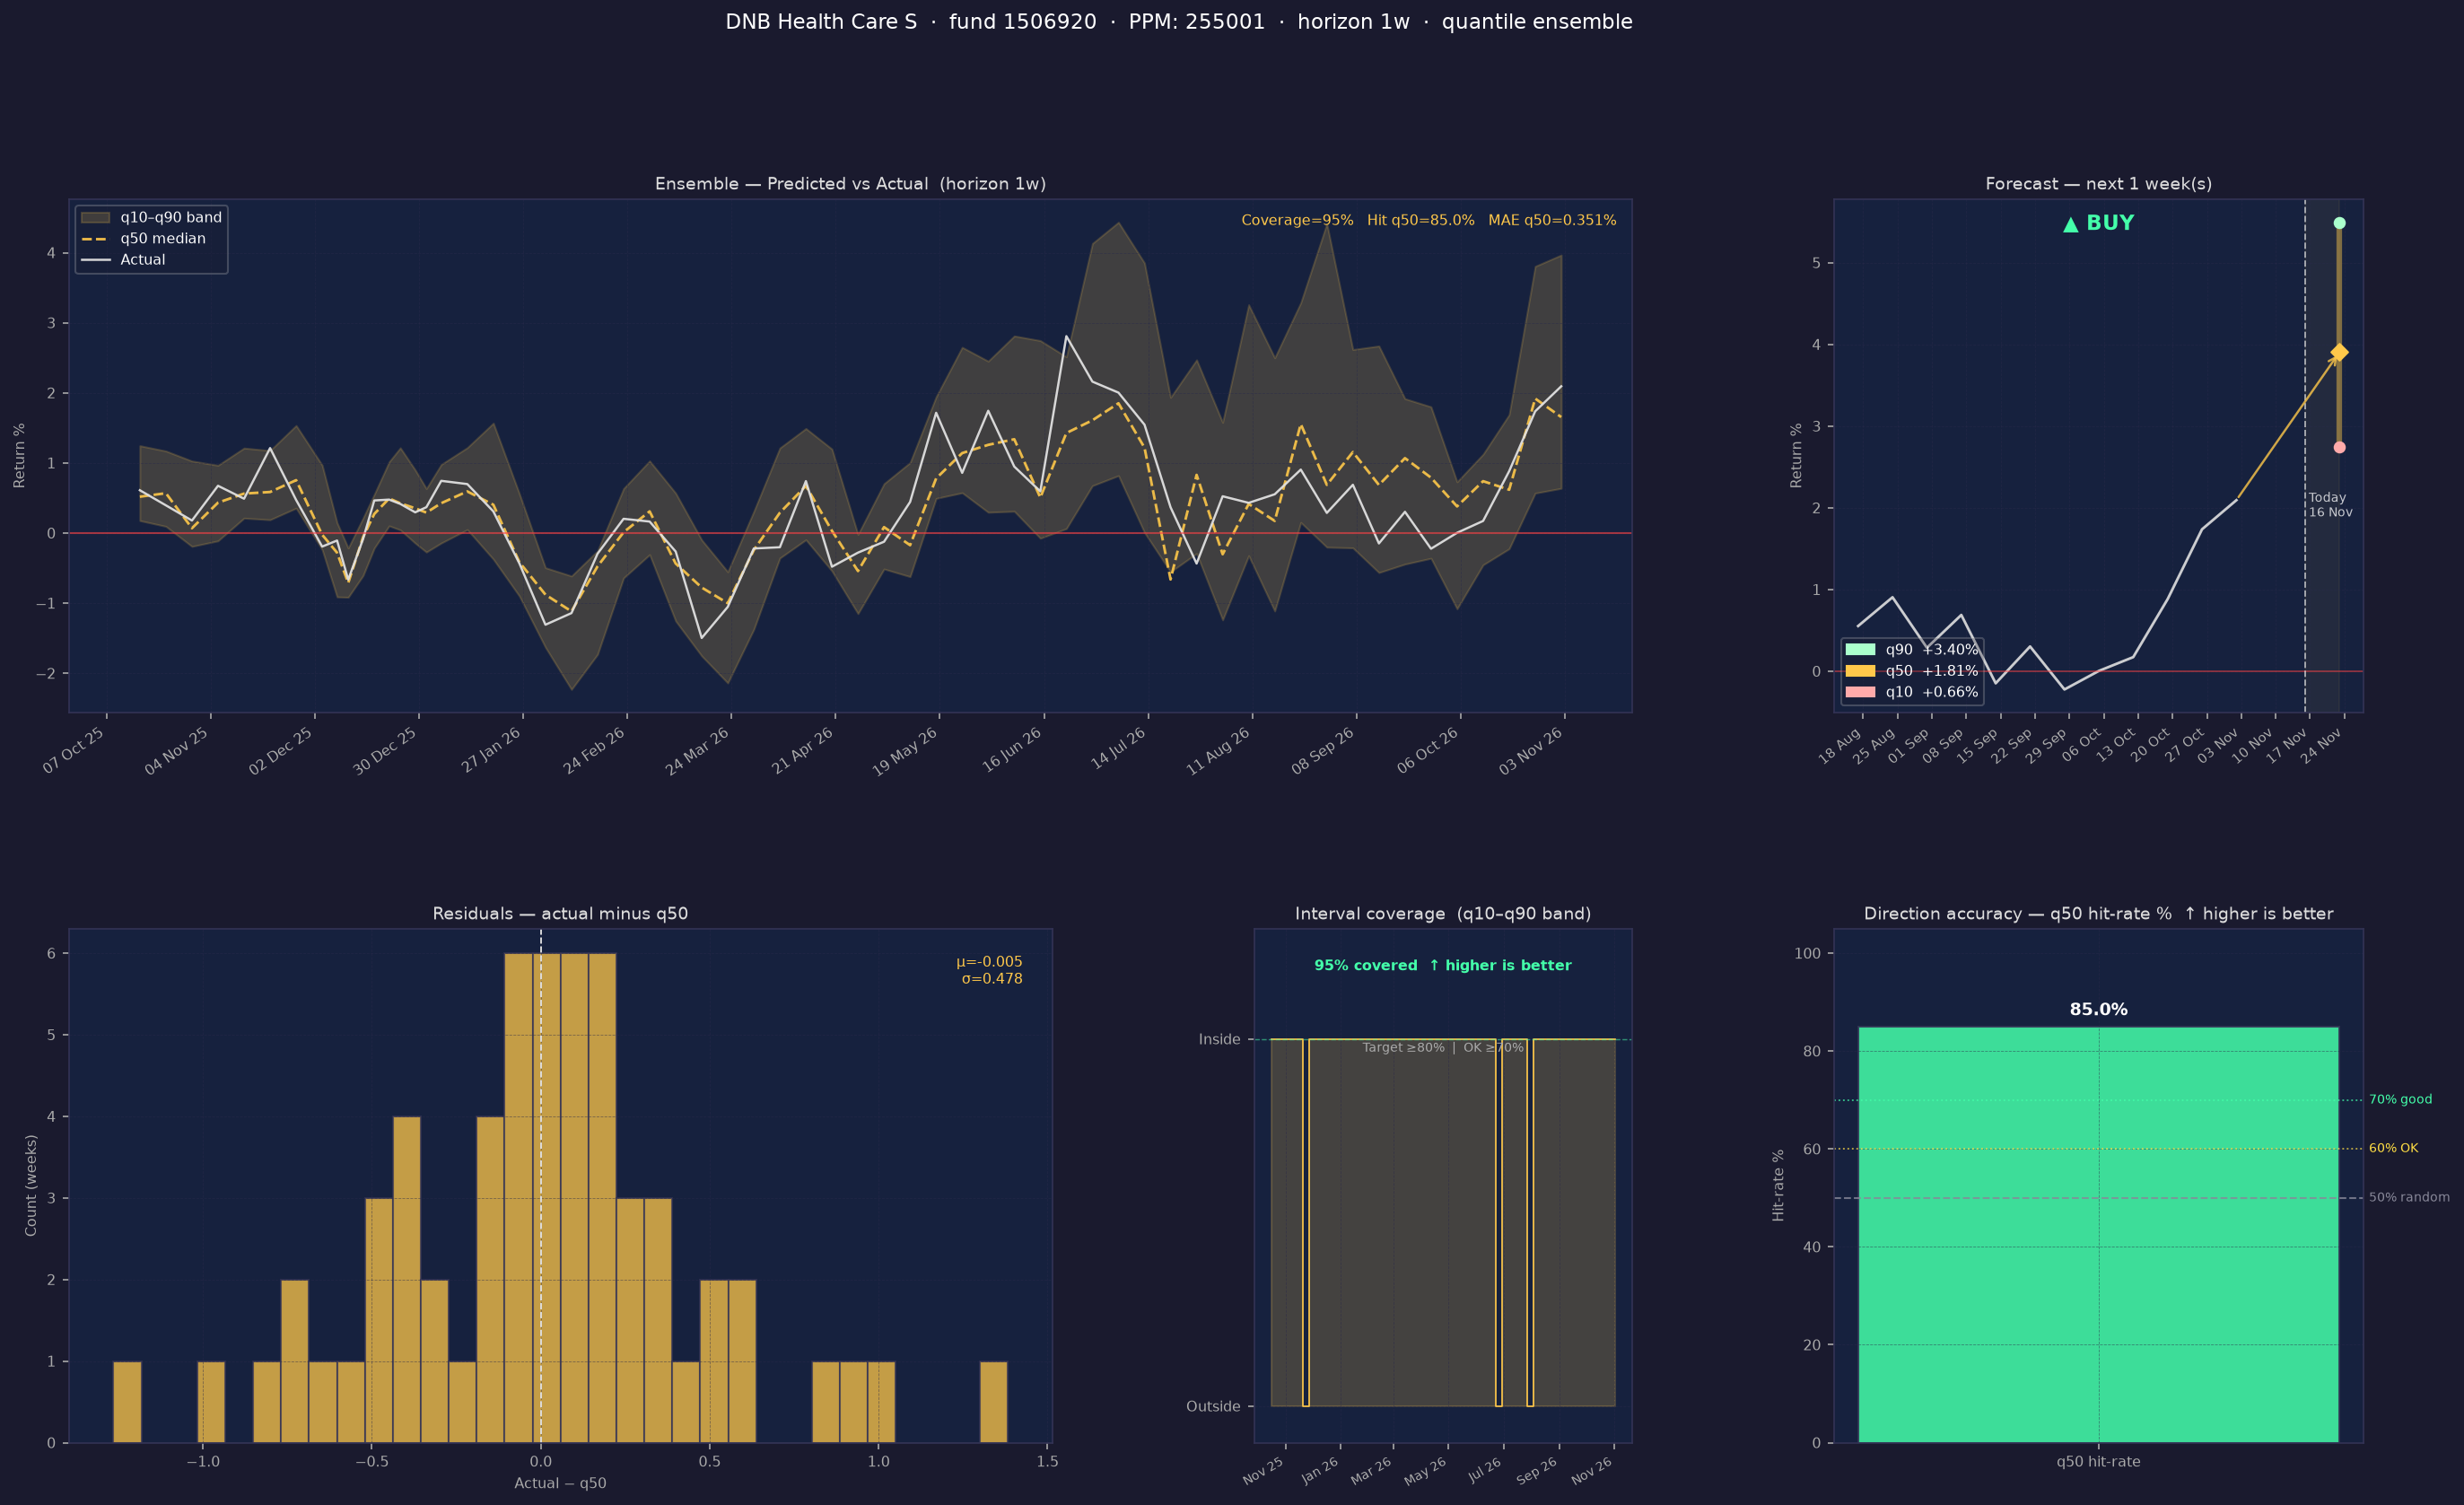 DNB Health Care S  ·  fund 1506920  ·  PPM: 255001  ·  horizon 1w  ·  quantile ensemble
Ensemble — Predicted vs Actual  (horizon 1w)
q10–q90 band
q50 median
Actual
Coverage=95%   Hit q50=85.0%   MAE q50=0.351%
Return %
4
3
2
1
0
−1
−2
07 Oct 25
04 Nov 25
02 Dec 25
30 Dec 25
27 Jan 26
24 Feb 26
24 Mar 26
21 Apr 26
19 May 26
16 Jun 26
14 Jul 26
11 Aug 26
08 Sep 26
06 Oct 26
03 Nov 26
Forecast — next 1 week(s)
▲ BUY
Return %
5
4
3
2
1
0
Today
16 Nov
q90  +3.40%
q50  +1.81%
q10  +0.66%
18 Aug
25 Aug
01 Sep
08 Sep
15 Sep
22 Sep
29 Sep
06 Oct
13 Oct
20 Oct
27 Oct
03 Nov
10 Nov
17 Nov
24 Nov
Residuals — actual minus q50
μ=-0.005
σ=0.478
Count (weeks)
6
5
4
3
2
1
0
−1.0
−0.5
0.0
0.5
1.0
1.5
Actual − q50
Interval coverage  (q10–q90 band)
95% covered  ↑ higher is better
Inside
Target ≥80%  |  OK ≥70%
Outside
Nov 25
Jan 26
Mar 26
May 26
Jul 26
Sep 26
Nov 26
Direction accuracy — q50 hit-rate %  ↑ higher is better
85.0%
Hit-rate %
100
80
60
40
20
0
70% good
60% OK
50% random
q50 hit-rate